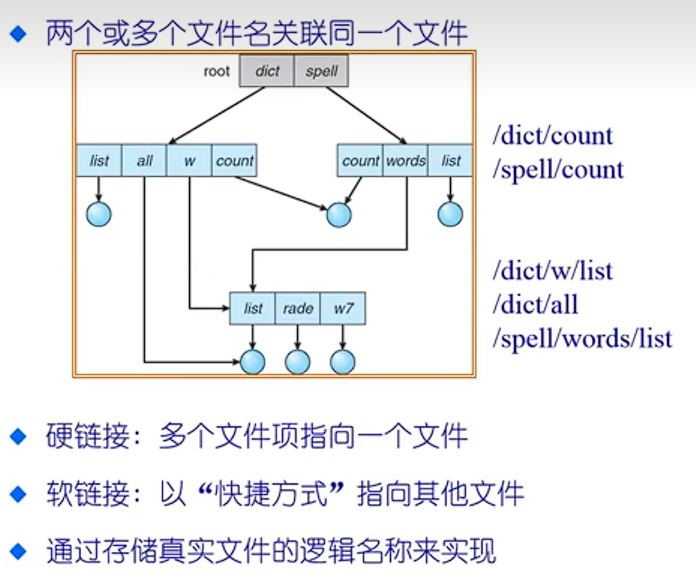 两个或多个文件名关联同一个文件
root dict spell
list all w count count words list
/dict/count
/spell/count
/dict/w/list
list rade w7
/dict/all
/spell/words/list
硬链接：多个文件项指向一个文件
软链接：以“快捷方式”指向其他文件
通过存储真实文件的逻辑名称来实现